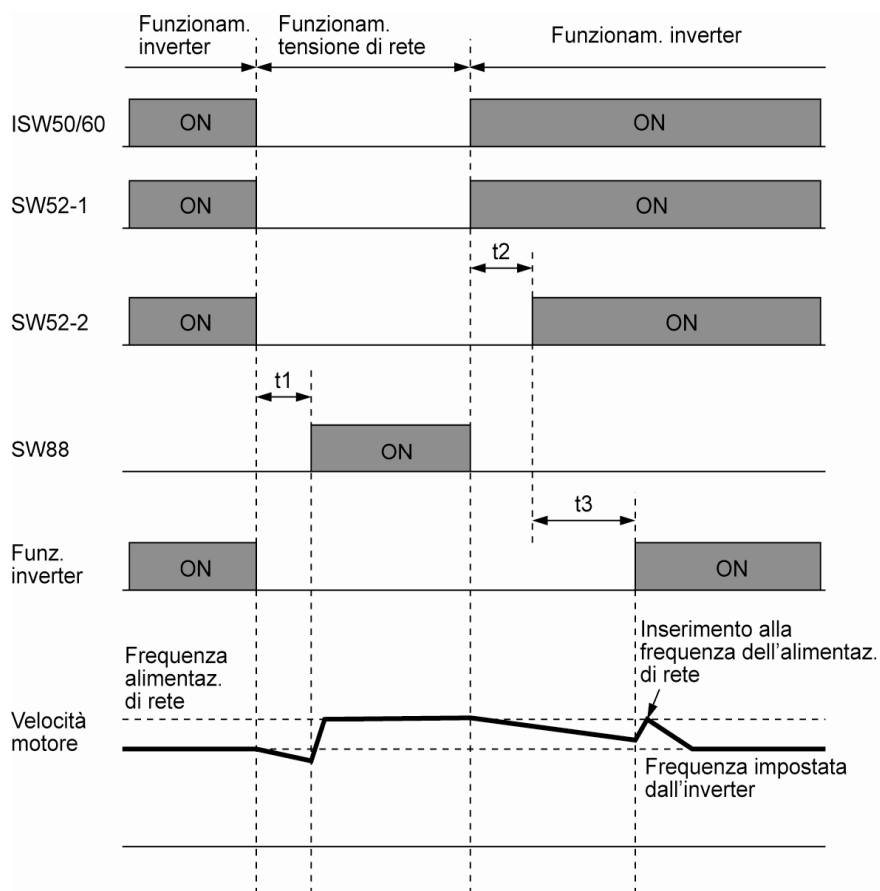 Funzionam.
inverter
Funzionam.
tensione di rete
Funzionam. inverter
ISW50/60
ON
ON
SW52-1
ON
ON
t2
SW52-2
ON
ON
t1
SW88
ON
t3
Funz.
inverter
ON
ON
Inserimento alla
frequenza dell'alimentaz.
di rete
Frequenza
alimentaz.
di rete
Velocità
motore
Frequenza impostata
dall'inverter